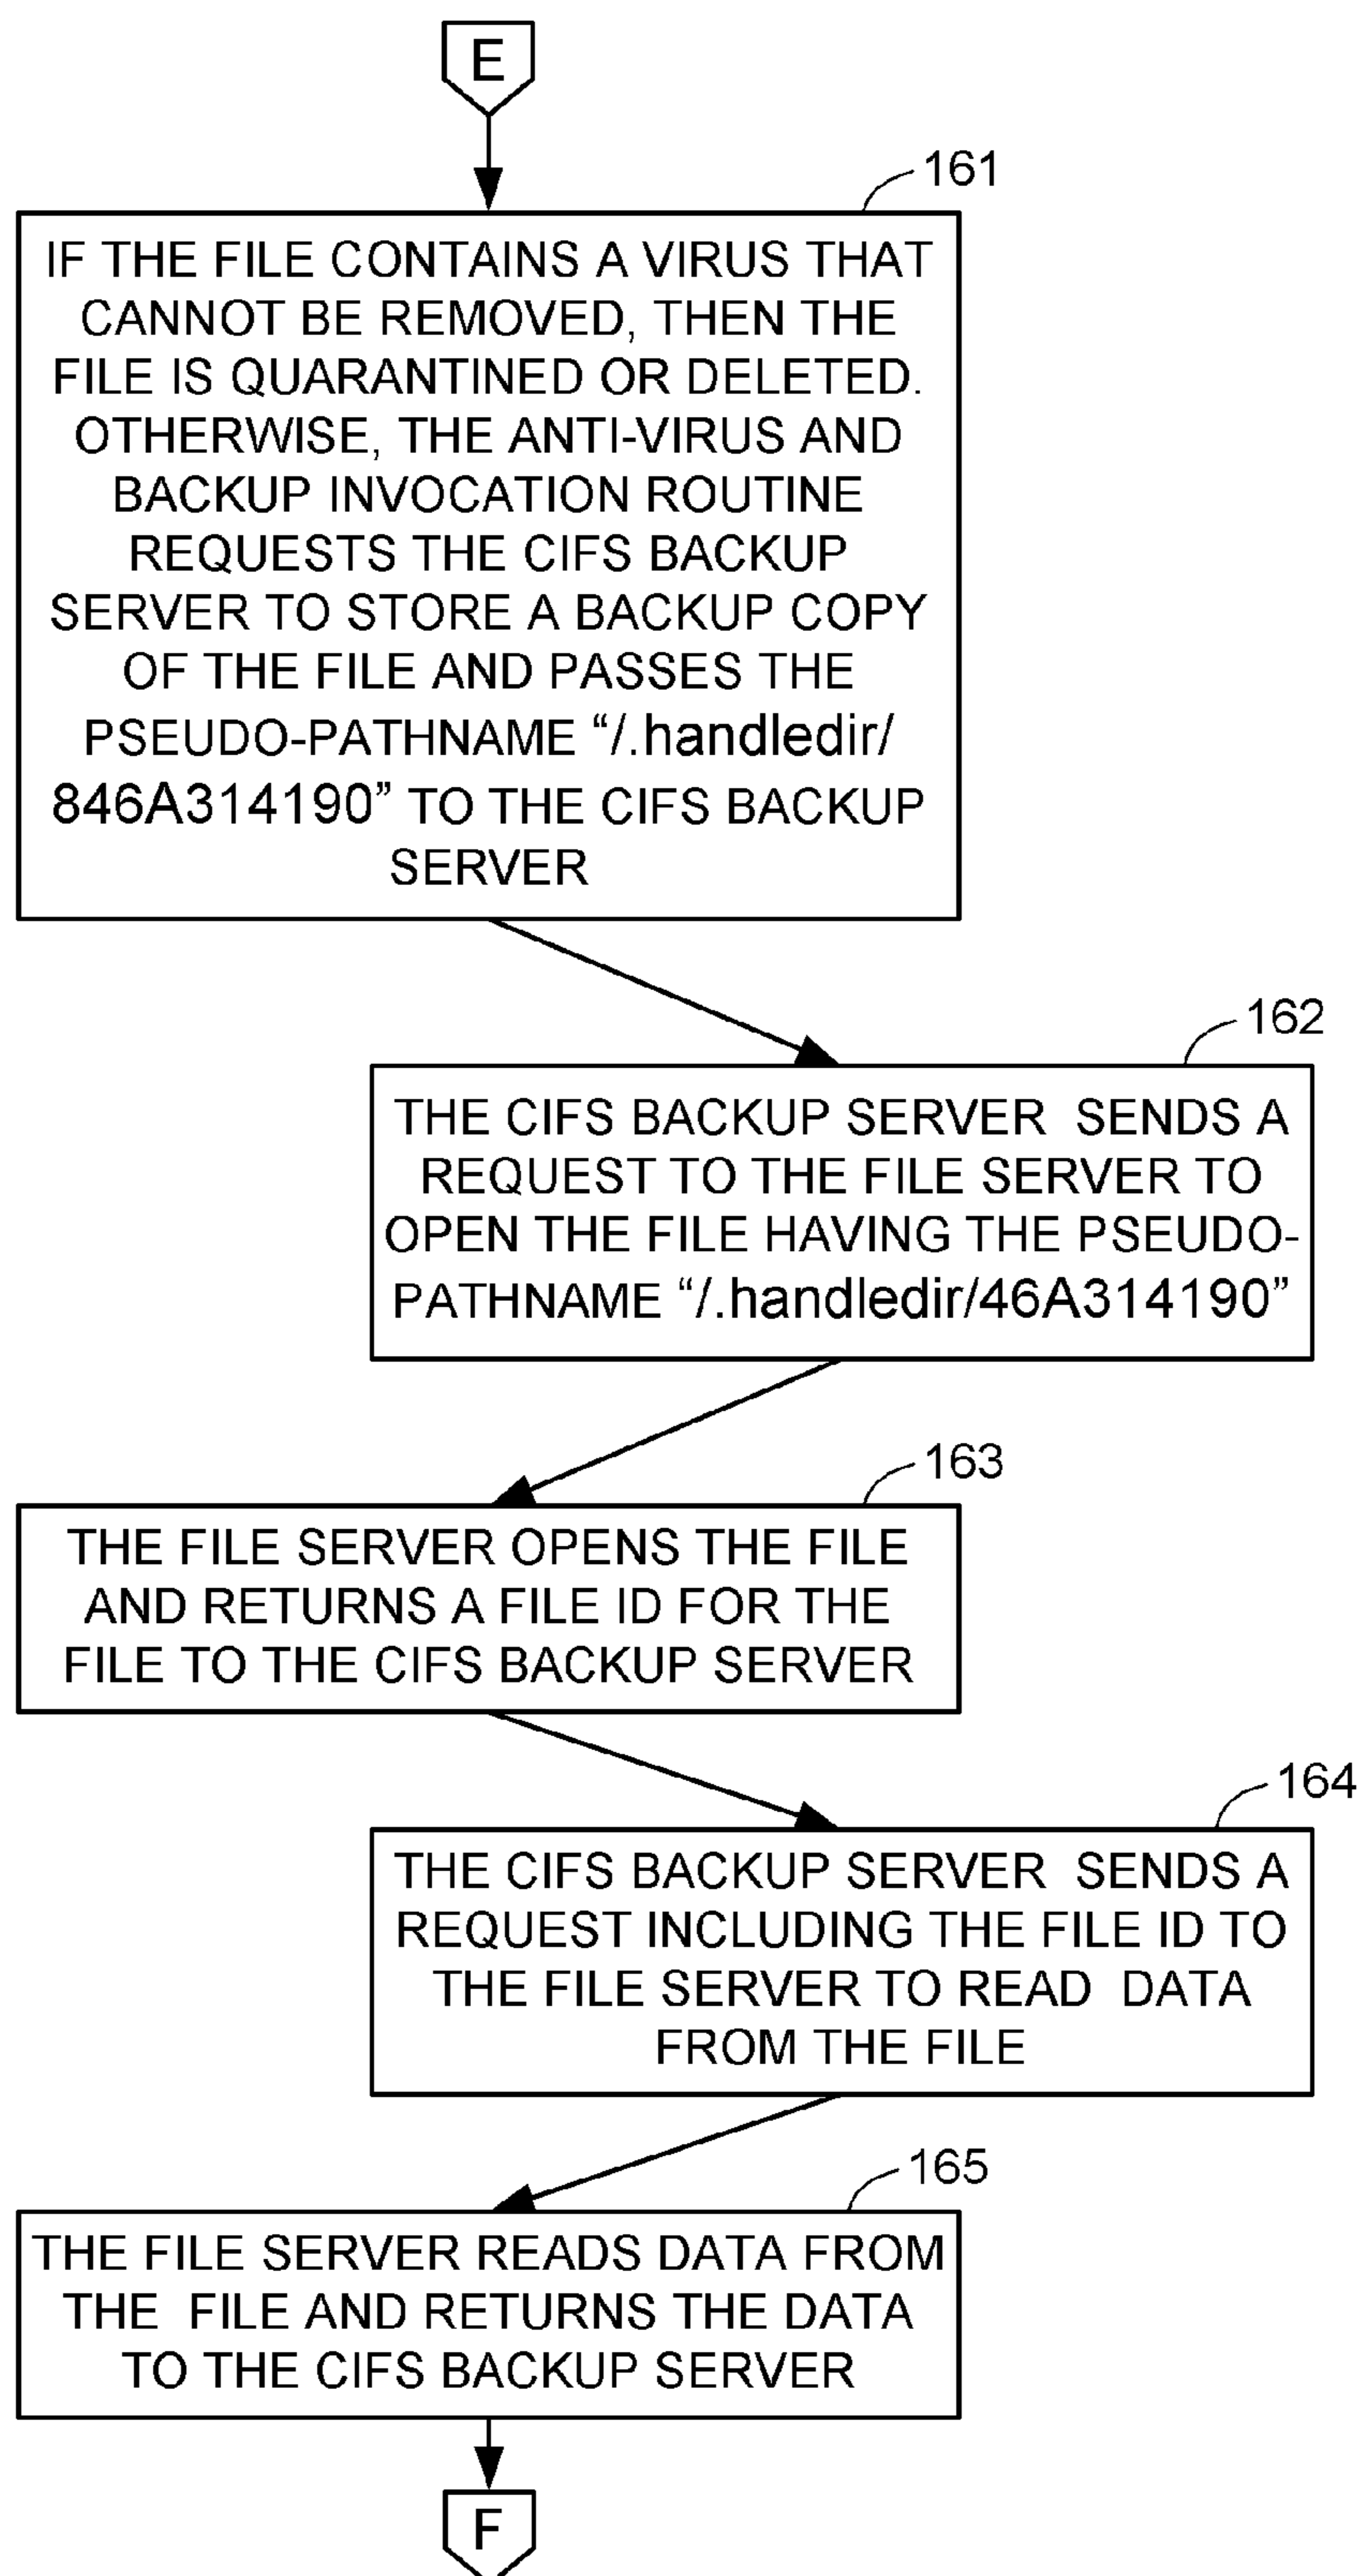 E
161
IF THE FILE CONTAINS A VIRUS THAT
CANNOT BE REMOVED, THEN THE
FILE IS QUARANTINED OR DELETED.
OTHERWISE, THE ANTI-VIRUS AND
BACKUP INVOCATION ROUTINE
REQUESTS THE CIFS BACKUP
SERVER TO STORE A BACKUP COPY
OF THE FILE AND PASSES THE
PSEUDO-PATHNAME “/.handledir/
846A314190” TO THE CIFS BACKUP
SERVER
162
THE CIFS BACKUP SERVER SENDS A
REQUEST TO THE FILE SERVER TO
OPEN THE FILE HAVING THE PSEUDO-
PATHNAME “/.handledir/46A314190”
163
THE FILE SERVER OPENS THE FILE
AND RETURNS A FILE ID FOR THE
FILE TO THE CIFS BACKUP SERVER
164
THE CIFS BACKUP SERVER SENDS A
REQUEST INCLUDING THE FILE ID TO
THE FILE SERVER TO READ DATA
FROM THE FILE
165
THE FILE SERVER READS DATA FROM
THE FILE AND RETURNS THE DATA
TO THE CIFS BACKUP SERVER
F